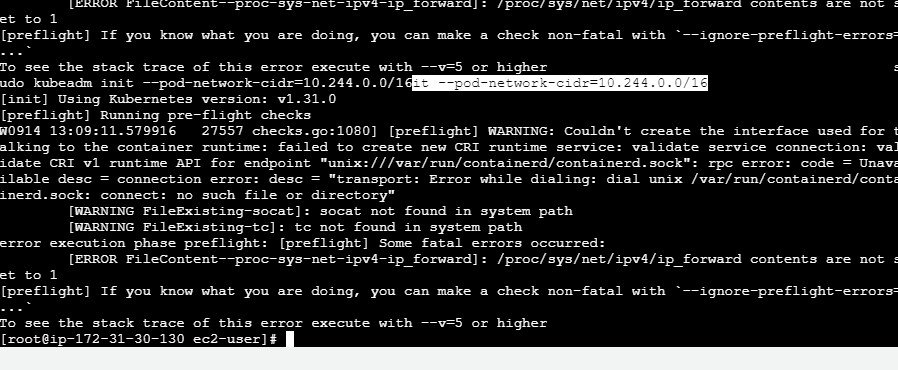 [ERROR FileContent--proc-sys-net-ipv4-ip_forward]: /proc/sys/net/ipv4/ip_forward contents are not s
et to 1
[preflight] If you know what you are doing, you can make a check non-fatal with `--ignore-preflight-errors=
...`
To see the stack trace of this error execute with --v=5 or higher s
udo kubeadm init --pod-network-cidr=10.244.0.0/16it --pod-network-cidr=10.244.0.0/16
[init] Using Kubernetes version: v1.31.0
[preflight] Running pre-flight checks
W0914 13:09:11.579916 27557 checks.go:1080] [preflight] WARNING: Couldn't create the interface used for t
alking to the container runtime: failed to create new CRI runtime service: validate service connection: val
idate CRI v1 runtime API for endpoint "unix:///var/run/containerd/containerd.sock": rpc error: code = Unava
ilable desc = connection error: desc = "transport: Error while dialing: dial unix /var/run/containerd/conta
inerd.sock: connect: no such file or directory"
[WARNING FileExisting-socat]: socat not found in system path
[WARNING FileExisting-tc]: tc not found in system path
error execution phase preflight: [preflight] Some fatal errors occurred:
[ERROR FileContent--proc-sys-net-ipv4-ip_forward]: /proc/sys/net/ipv4/ip_forward contents are not s
et to 1
[preflight] If you know what you are doing, you can make a check non-fatal with `--ignore-preflight-errors=
...`
To see the stack trace of this error execute with --v=5 or higher
[root@ip-172-31-30-130 ec2-user]#